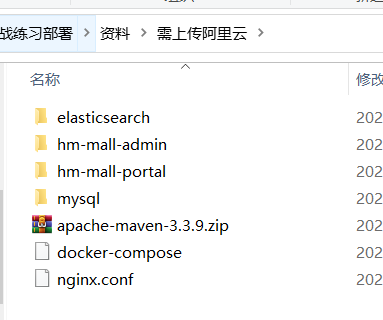 战练习部署 资料 需上传阿里云
名称 修改
elasticsearch 202
hm-mall-admin 202
hm-mall-portal 202
mysql 202
apache-maven-3.3.9.zip 202
docker-compose 202
nginx.conf 202